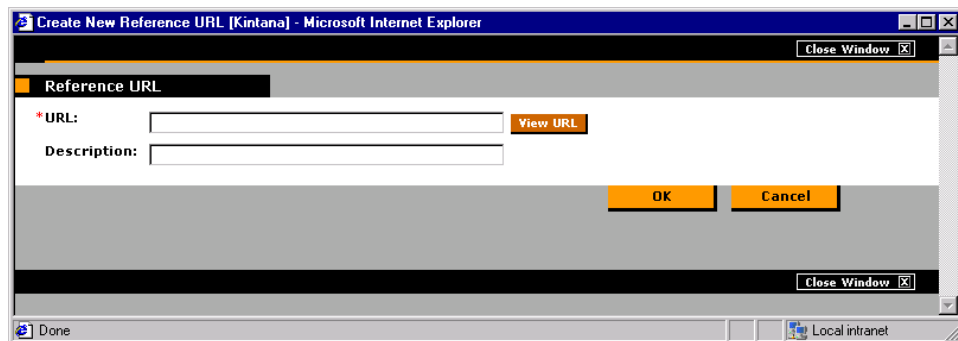 Create New Reference URL [Kintana] - Microsoft Internet Explorer
Close Window X
Reference URL
*URL:
View URL
Description:
OK Cancel
Close Window X
Done Local intranet